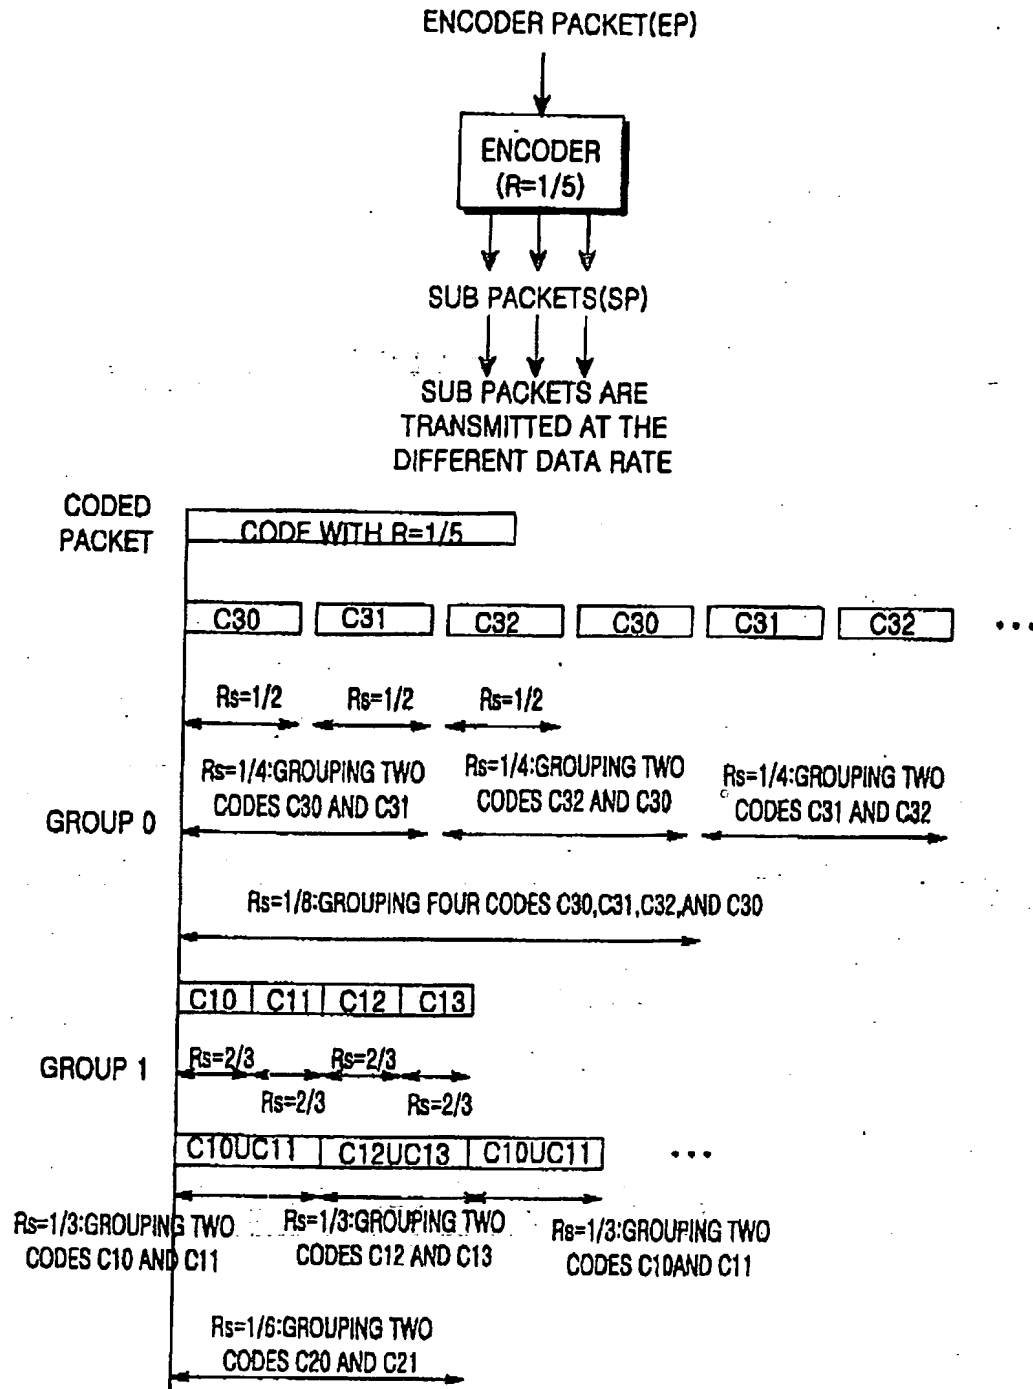 ENCODER PACKET(EP)
ENCODER
(R=1/5)
SUB PACKETS(SP)
SUB PACKETS ARE
TRANSMITTED AT THE
DIFFERENT DATA RATE
CODED
PACKET
CODE WITH R=1/5
C30 C31 C32 C30 C31 C32 •••
Rs=1/2 Rs=1/2 Rs=1/2
GROUP 0
Rs=1/4:GROUPING TWO
CODES C30 AND C31
Rs=1/4:GROUPING TWO
CODES C32 AND C30
Rs=1/4:GROUPING TWO
CODES C31 AND C32
Rs=1/8:GROUPING FOUR CODES C30,C31,C32,AND C30
C10 C11 C12 C13
GROUP 1
Rs=2/3 Rs=2/3
Rs=2/3 Rs=2/3
C10UC11 C12UC13 C10UC11 •••
Rs=1/3:GROUPING TWO
CODES C10 AND C11
Rs=1/3:GROUPING TWO
CODES C12 AND C13
Rs=1/3:GROUPING TWO
CODES C10AND C11
Rs=1/6:GROUPING TWO
CODES C20 AND C21